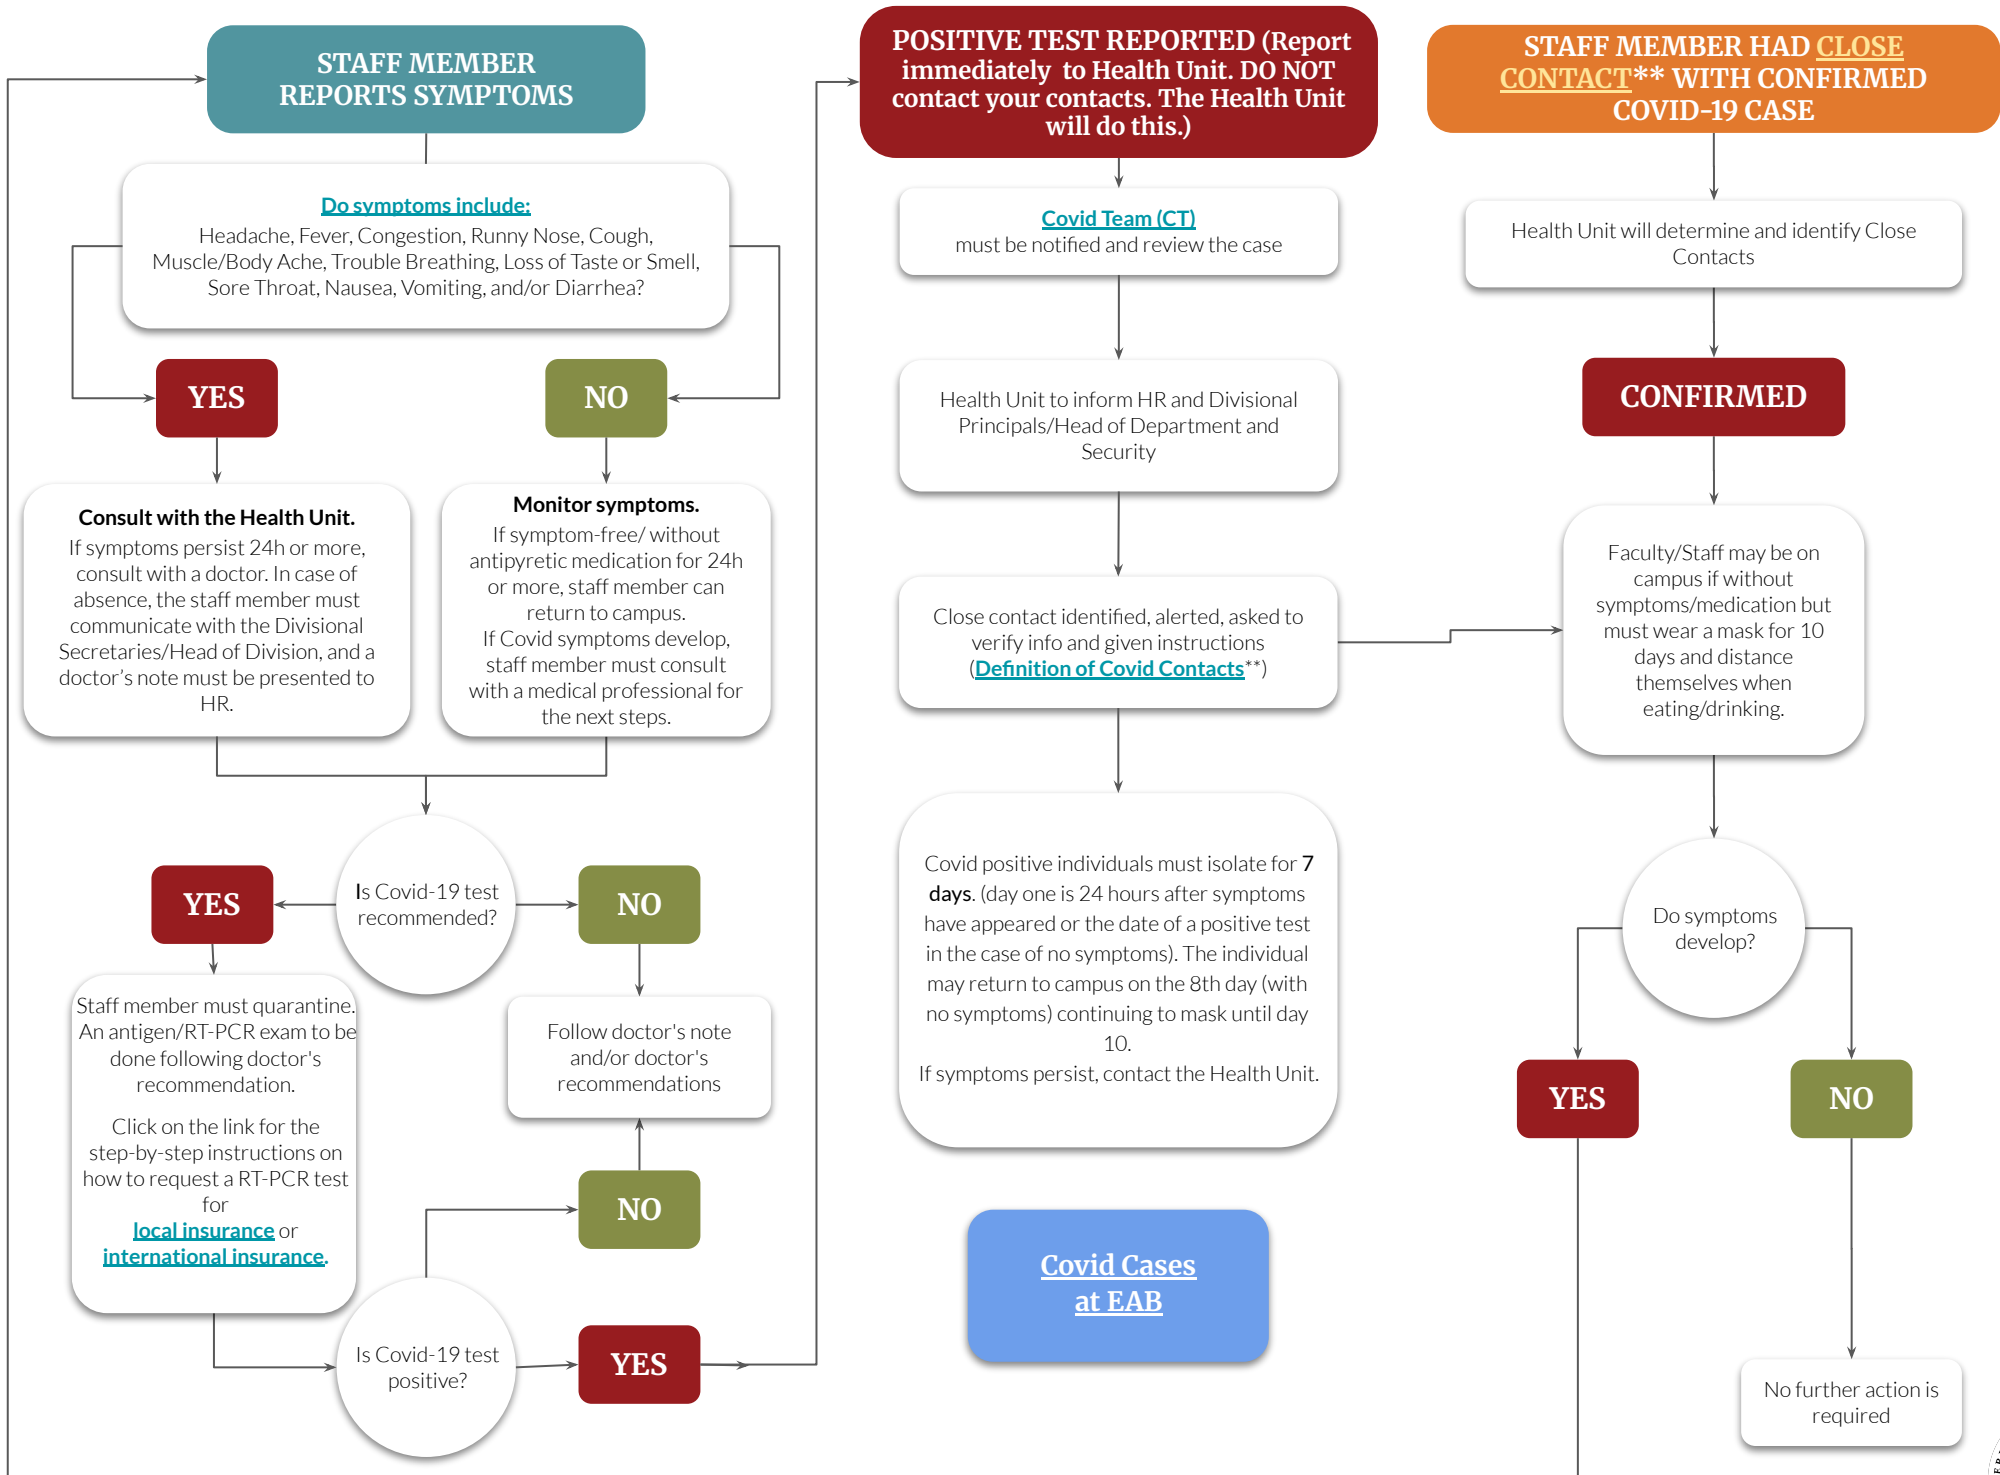 STAFF MEMBER
REPORTS SYMPTOMS
Do symptoms include:
Headache, Fever, Congestion, Runny Nose, Cough,
Muscle/Body Ache, Trouble Breathing, Loss of Taste or Smell,
Sore Throat, Nausea, Vomiting, and/or Diarrhea?
YES
NO
Consult with the Health Unit.
If symptoms persist 24h or more,
consult with a doctor. In case of
absence, the staff member must
communicate with the Divisional
Secretaries/Head of Division, and a
doctor's note must be presented to
HR.
Monitor symptoms.
If symptom-free/ without
antipyretic medication for 24h
or more, staff member can
return to campus.
If Covid symptoms develop,
staff member must consult
with a medical professional for
the next steps.
Is Covid-19 test
recommended?
YES
NO
Staff member must quarantine.
An antigen/RT-PCR exam to be
done following doctor's
recommendation.
Click on the link for the
step-by-step instructions on
how to request a RT-PCR test
for
local insurance or
international insurance.
Follow doctor's note
and/or doctor's
recommendations
NO
Is Covid-19 test
positive?
YES
POSITIVE TEST REPORTED (Report
immediately to Health Unit. DO NOT
contact your contacts. The Health Unit
will do this.)
Covid Team (CT)
must be notified and review the case
Health Unit to inform HR and Divisional
Principals/Head of Department and
Security
Close contact identified, alerted, asked to
verify info and given instructions
(Definition of Covid Contacts**)
Covid positive individuals must isolate for 7
days. (day one is 24 hours after symptoms
have appeared or the date of a positive test
in the case of no symptoms). The individual
may return to campus on the 8th day (with
no symptoms) continuing to mask until day
10.
If symptoms persist, contact the Health Unit.
Covid Cases
at EAB
STAFF MEMBER HAD CLOSE
CONTACT** WITH CONFIRMED
COVID-19 CASE
Health Unit will determine and identify Close
Contacts
CONFIRMED
Faculty/Staff may be on
campus if without
symptoms/medication but
must wear a mask for 10
days and distance
themselves when
eating/drinking.
Do symptoms
develop?
YES
NO
No further action is
required